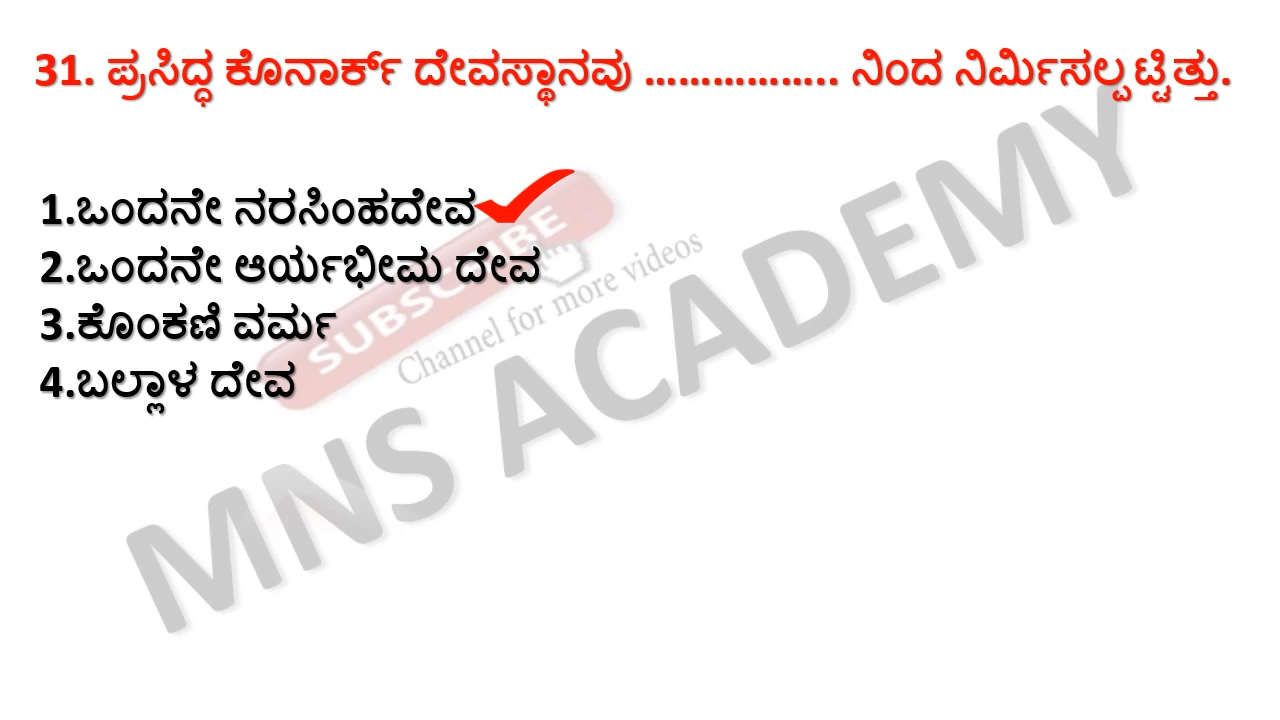 31. ಪ್ರಸಿದ್ಧ ಕೊನಾರ್ಕ್ ದೇವಸ್ಥಾನವು ................. ನಿಂದ ನಿರ್ಮಿಸಲ್ಪಟ್ಟಿತ್ತು.
1.ಒಂದನೇ ನರಸಿಂಹದೇವ
2.ಒಂದನೇ ಆರ್ಯಭೀಮ ದೇವ
3.ಕೊಂಕಣಿ ವರ್ಮ
4.ಬಲ್ಲಾಳ ದೇವ
SUBSCRIBE
Channel for more videos
MNS ACADEMY